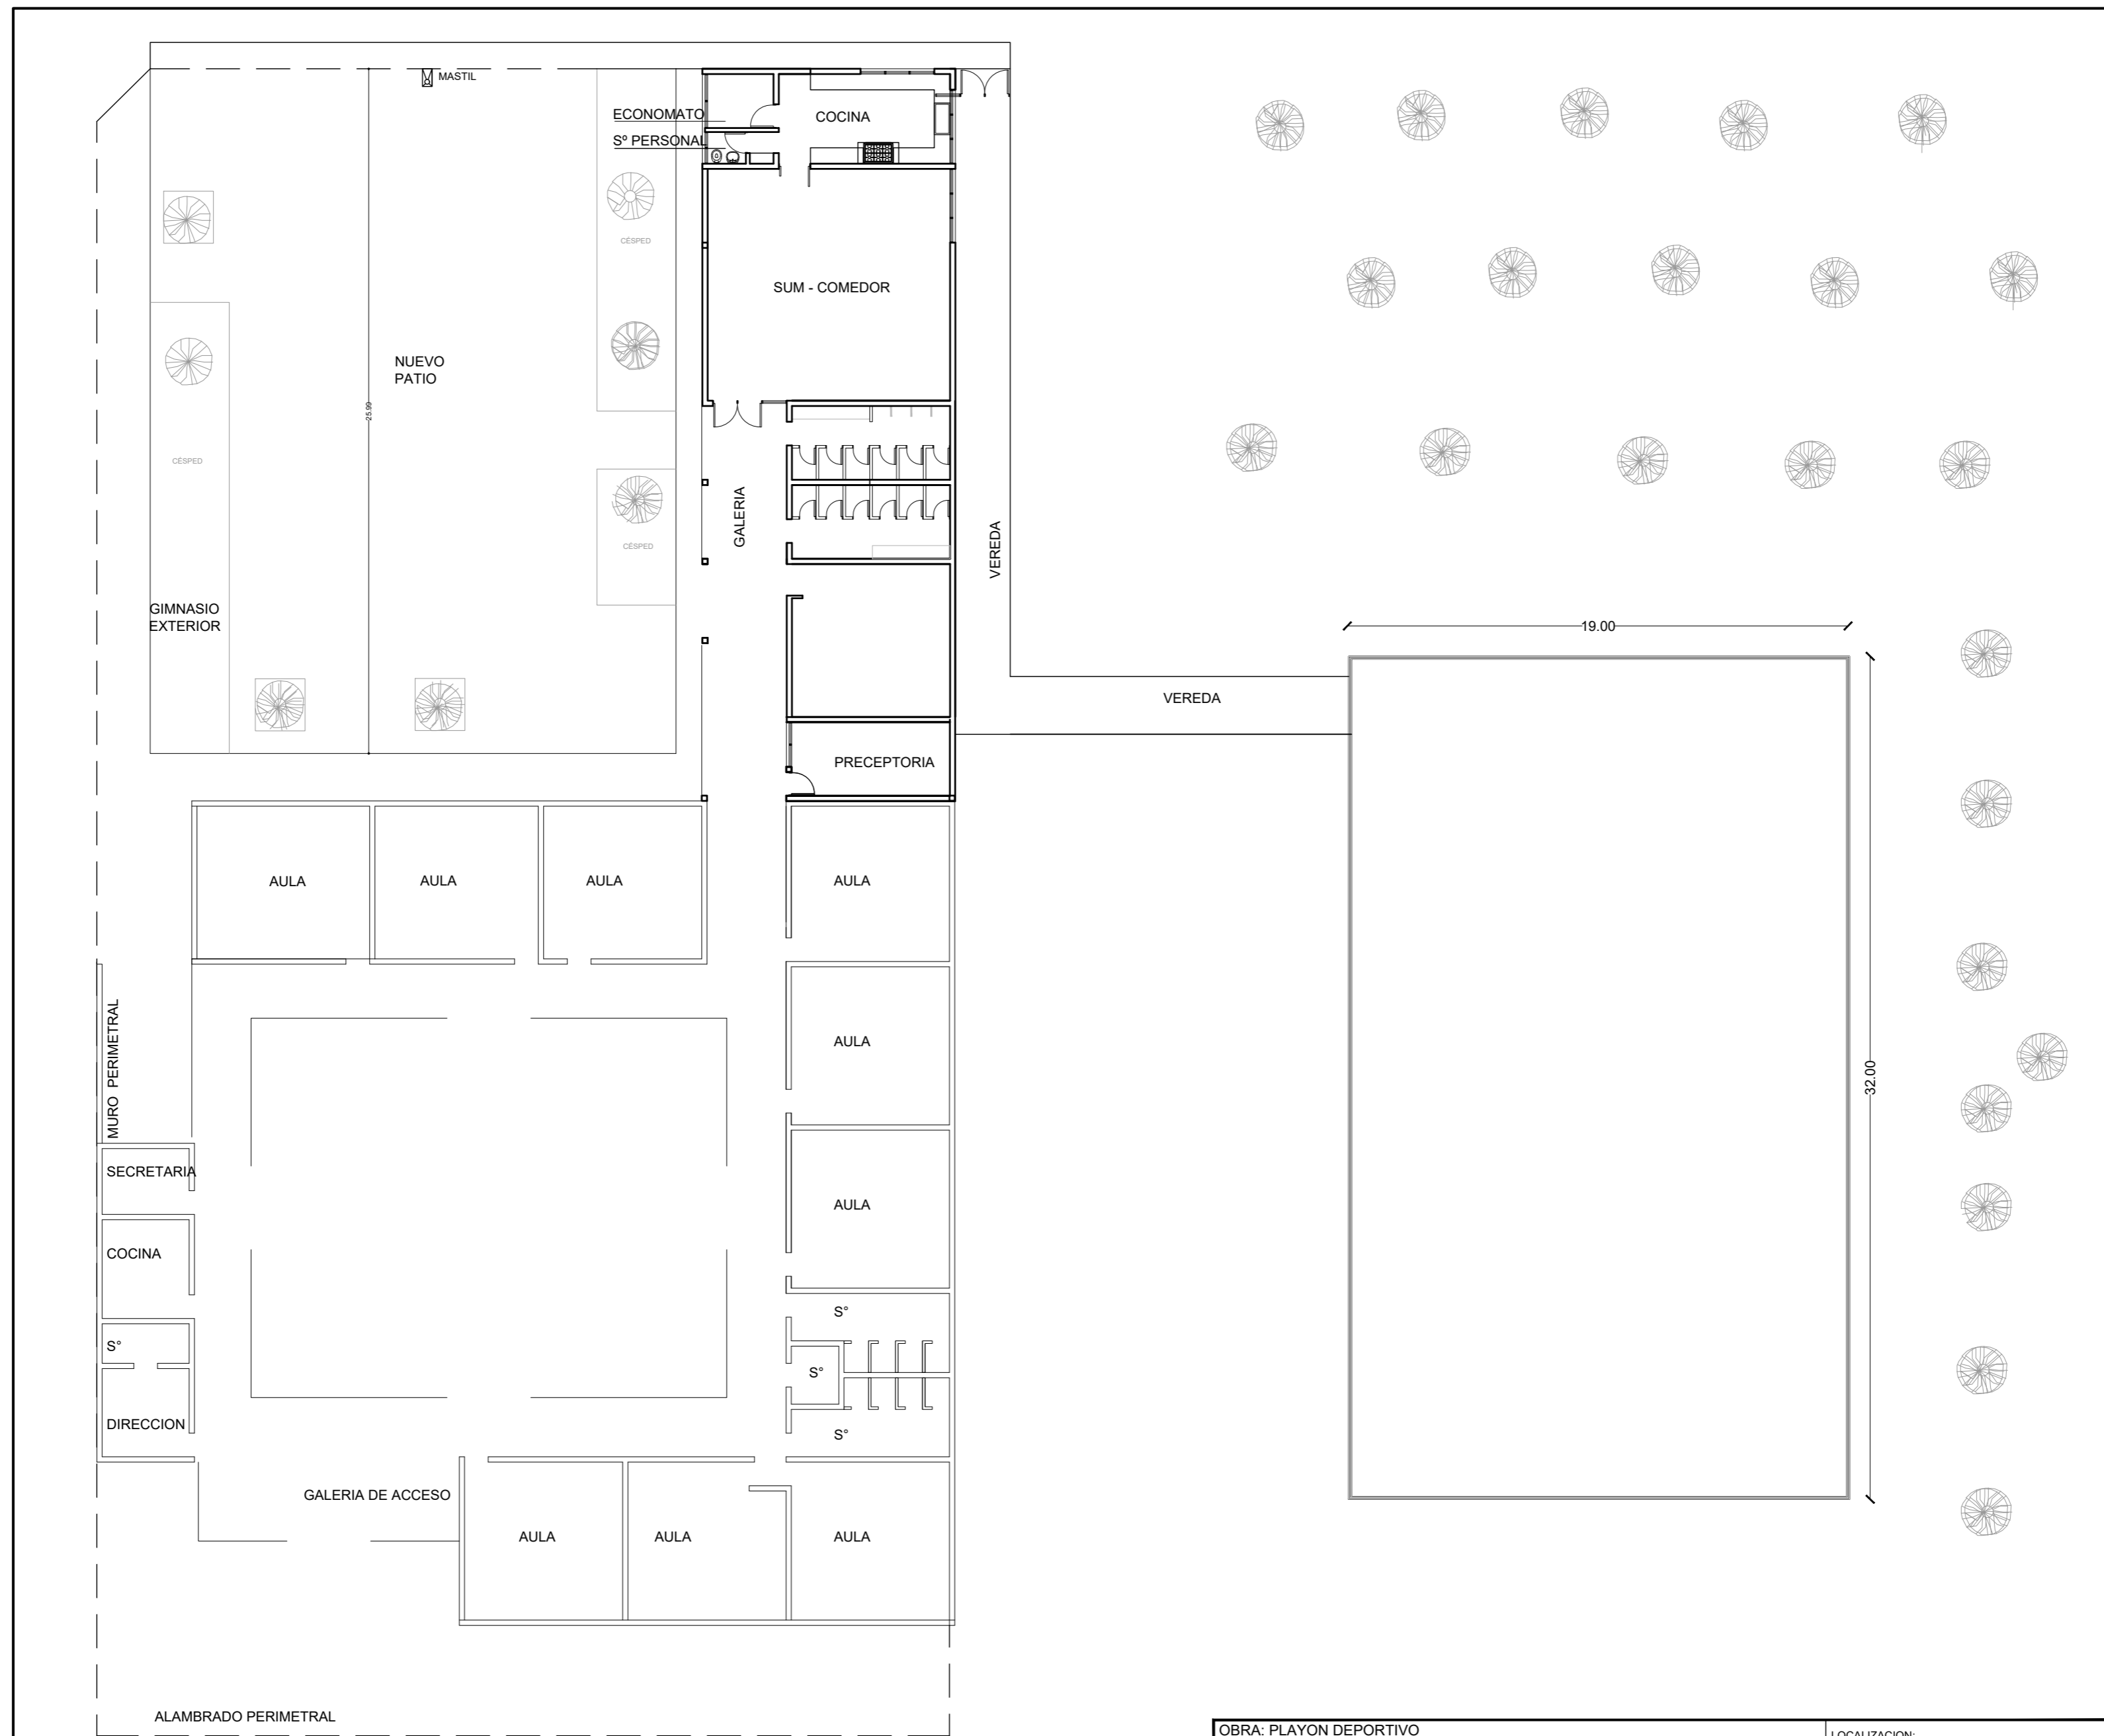 MASTIL
ECONOMATO
Sº PERSONAL
COCINA
CÉSPED
SUM - COMEDOR
NUEVO
PATIO
25.99
CÉSPED
GALERIA
CÉSPED
VEREDA
GIMNASIO
EXTERIOR
19.00
VEREDA
PRECEPTORIA
AULA
AULA
AULA
AULA
MURO PERIMETRAL
AULA
32.00
SECRETARIA
AULA
COCINA
S°
S°
S°
DIRECCION
S°
GALERIA DE ACCESO
AULA
AULA
AULA
ALAMBRADO PERIMETRAL
OBRA: PLAYON DEPORTIVO
LOCALIZACION: